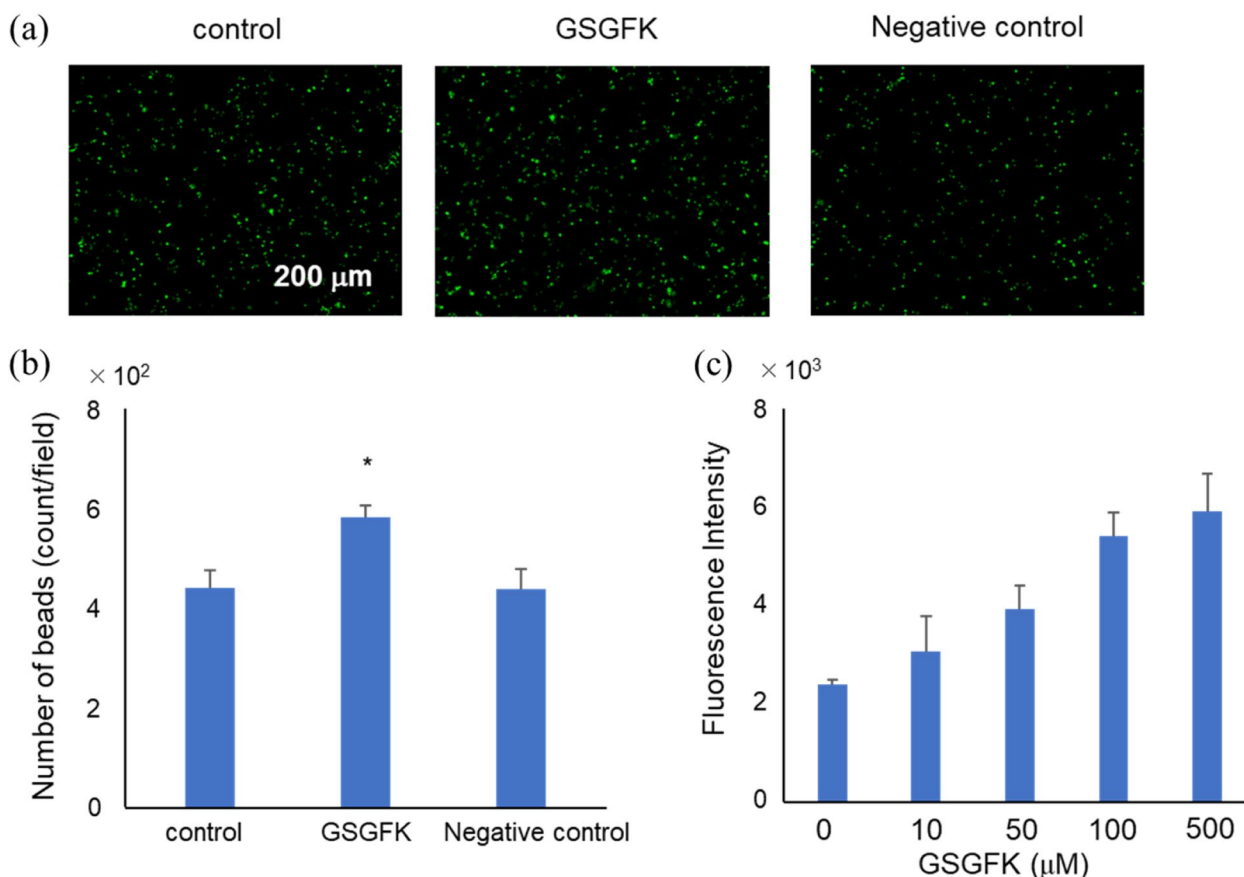 (a)
control
GSGFK
Negative control
200 μm
(b)
× 10²
Number of beads (count/field)
8
6
4
2
0
*
control
GSGFK
Negative control
(c)
× 10³
Fluorescence Intensity
8
6
4
2
0
0
10
50
100
500
GSGFK (μM)